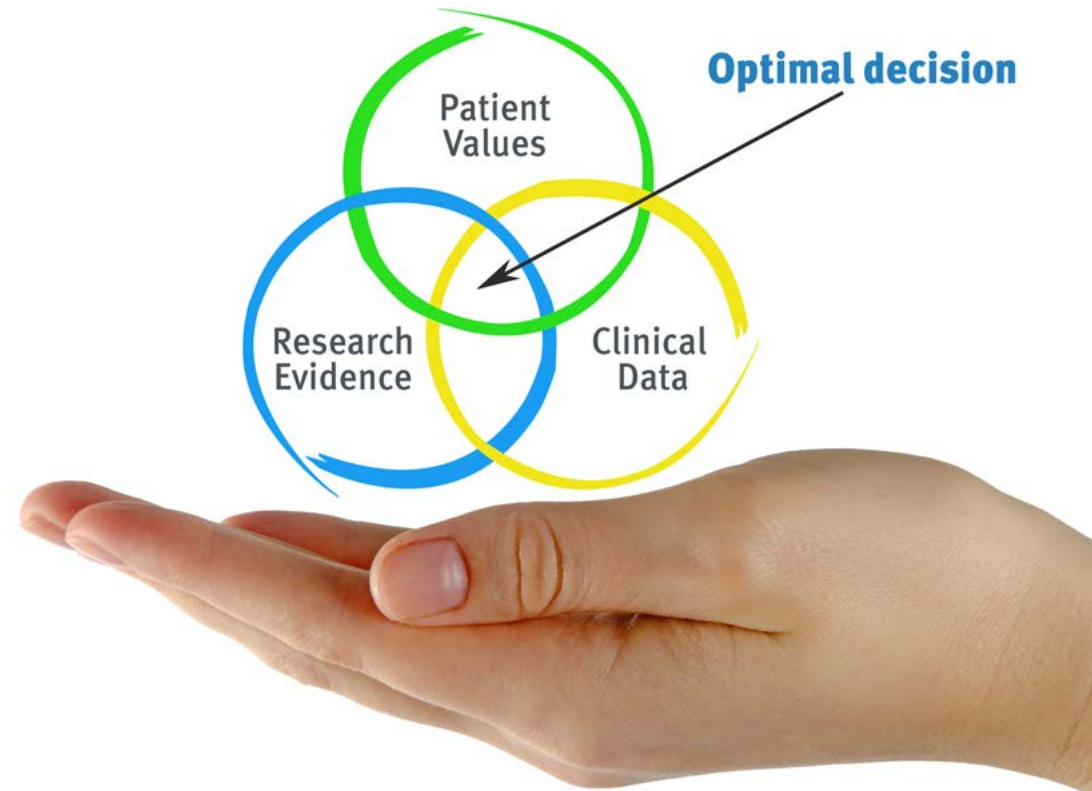 Optimal decision
Patient
Values
Research
Evidence
Clinical
Data